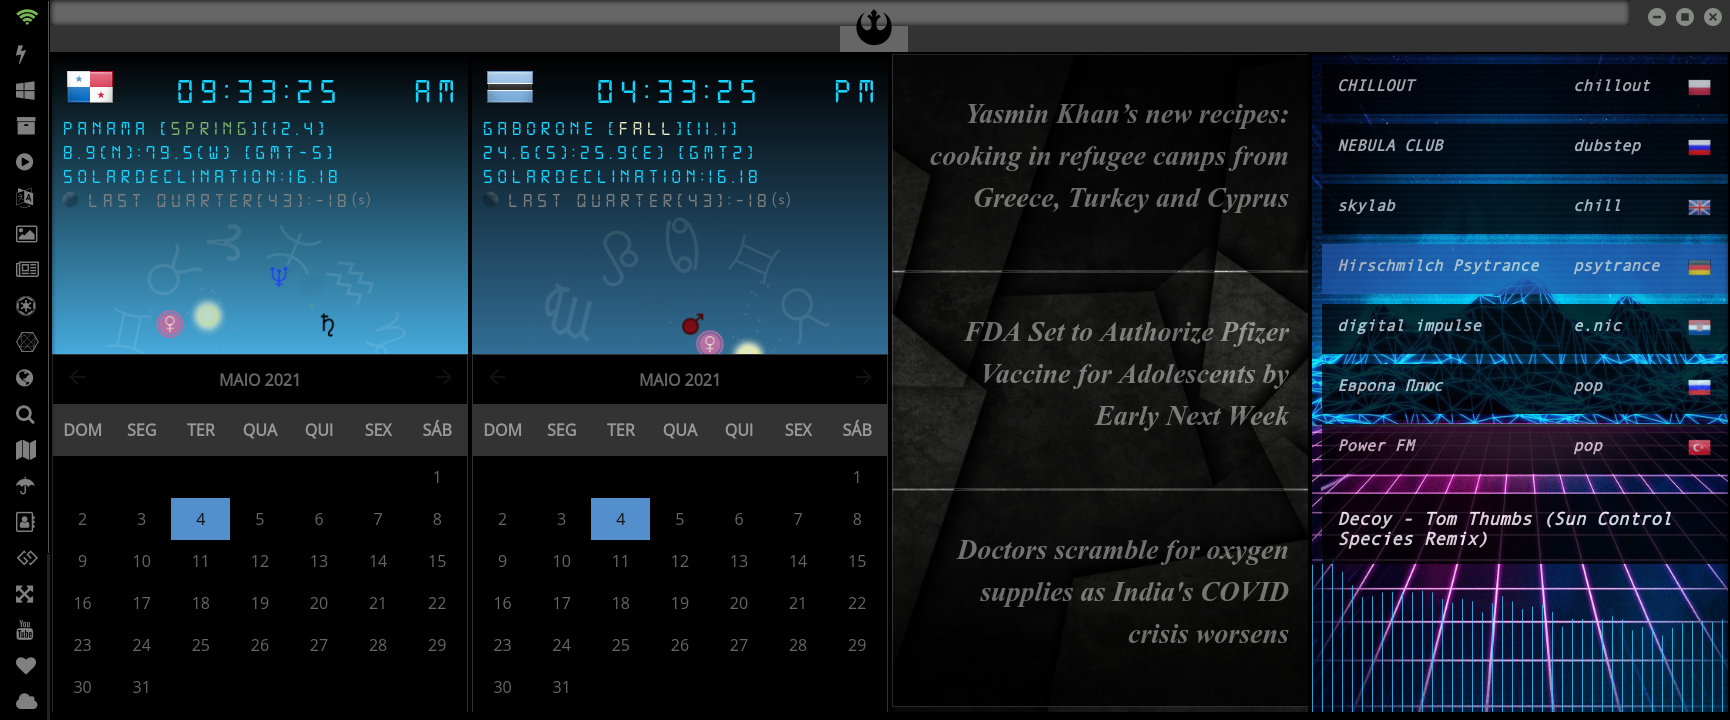 09:33:25 AM
PANAMA [SPRING][12.4]
8.9(N):79.5(W) [GMT-5]
SOLARDECLINATION:16.18
LAST QUARTER[43]:-18(s)
MAIO 2021
DOM SEG TER QUA QUI SEX SÁB
1
2 3 4 5 6 7 8
9 10 11 12 13 14 15
16 17 18 19 20 21 22
23 24 25 26 27 28 29
30 31
04:33:25 PM
GABORONE [FALL][11.1]
24.6(S):25.9(E) [GMT2]
SOLARDECLINATION:16.18
LAST QUARTER[43]:-18(s)
MAIO 2021
DOM SEG TER QUA QUI SEX SÁB
1
2 3 4 5 6 7 8
9 10 11 12 13 14 15
16 17 18 19 20 21 22
23 24 25 26 27 28 29
30 31
Yasmin Khan’s new recipes:
cooking in refugee camps from
Greece, Turkey and Cyprus
FDA Set to Authorize Pfizer
Vaccine for Adolescents by
Early Next Week
Doctors scramble for oxygen
supplies as India's COVID
crisis worsens
CHILLOUT chillout
NEBULA CLUB dubstep
skylab chill
Hirschmilch Psytrance psytrance
digital impulse e.nic
Европа Плюс pop
Power FM pop
Decoy - Tom Thumbs (Sun Control
Species Remix)
You
Tube